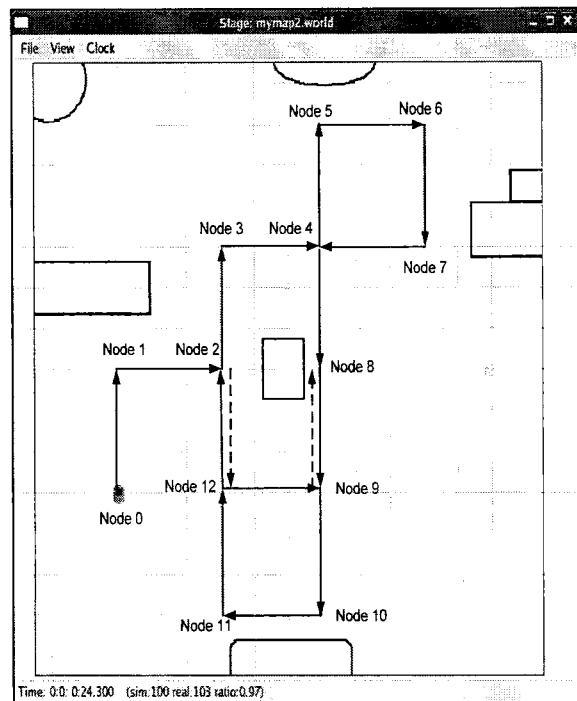 Stage: mymap2.world
File View Clock
Node 5 Node 6
Node 3 Node 4
Node 7
Node 1 Node 2
Node 8
Node 12 Node 9
Node 0
Node 11 Node 10
Time: 0:0: 0:24.300 (sim:100 real:103 ratio:0.97)